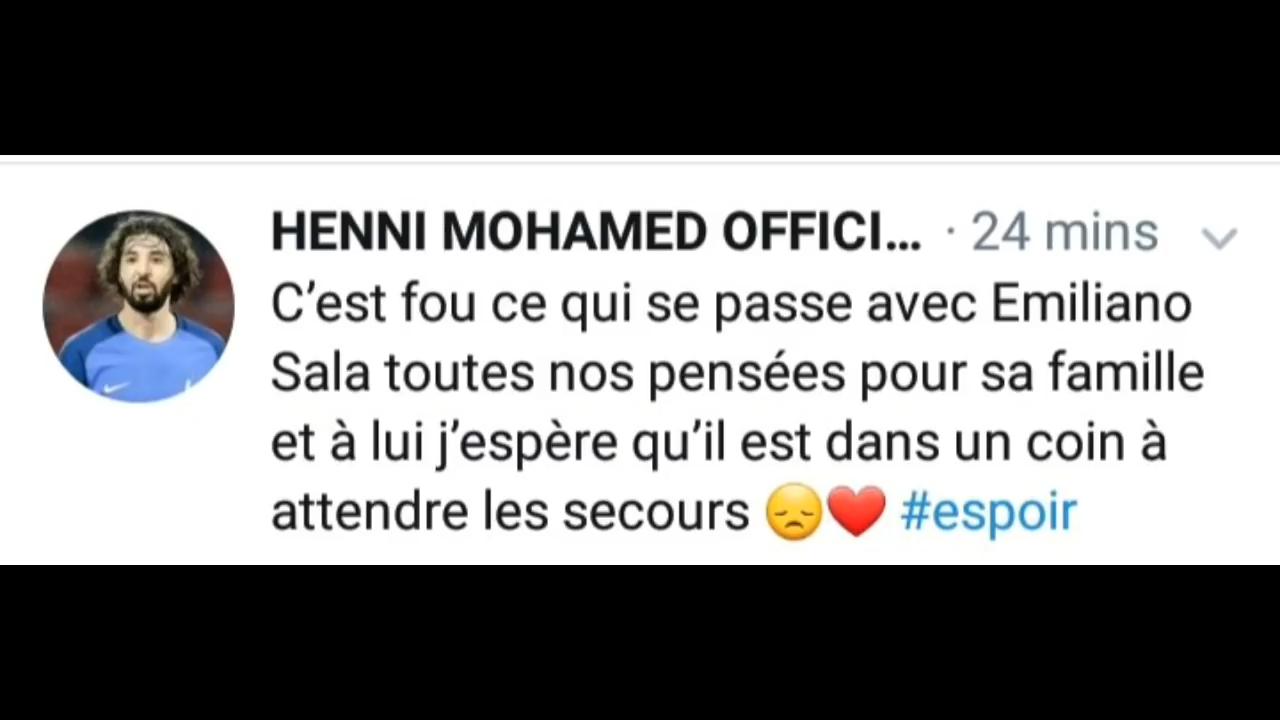 HENNI MOHAMED OFFICI... · 24 mins
C’est fou ce qui se passe avec Emiliano
Sala toutes nos pensées pour sa famille
et à lui j’espère qu’il est dans un coin à
attendre les secours 😞❤️ #espoir